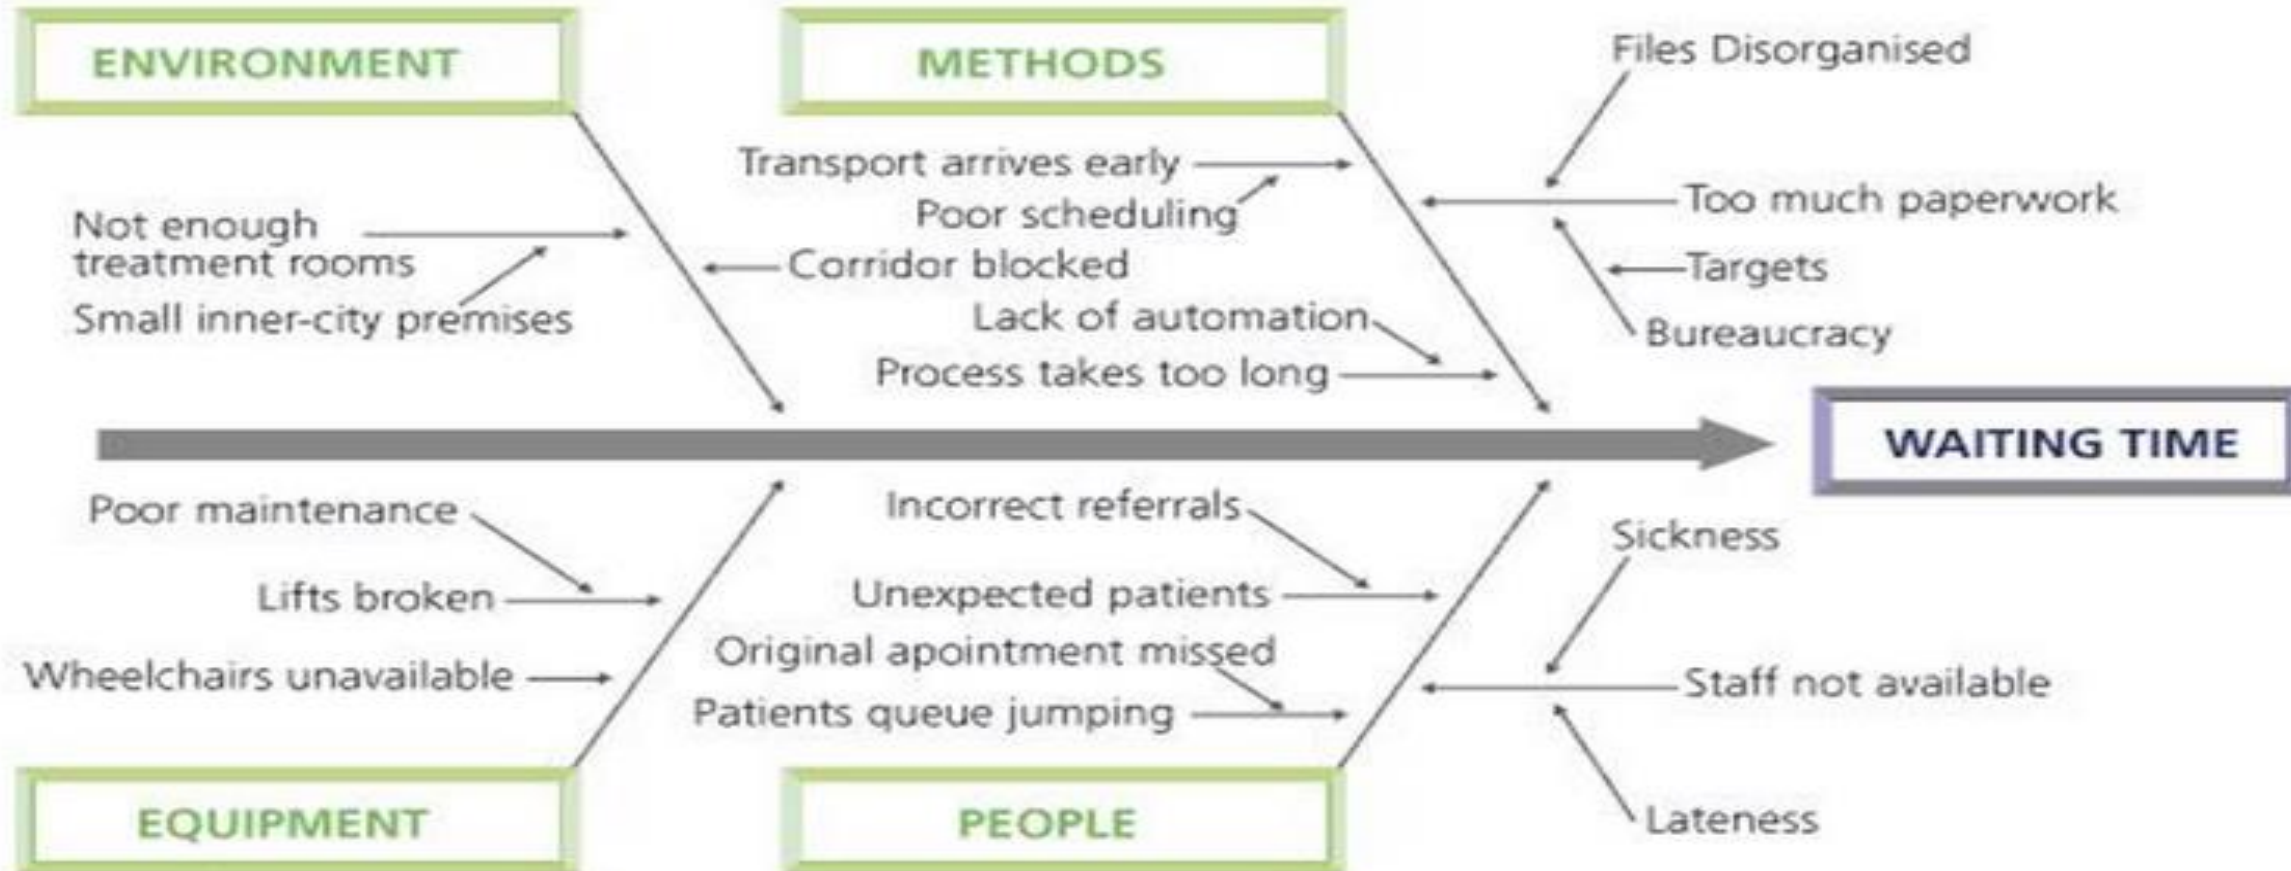 ENVIRONMENT
METHODS
Files Disorganised
Transport arrives early
Poor scheduling
Too much paperwork
Not enough
treatment rooms
Small inner-city premises
Corridor blocked
Targets
Lack of automation
Bureaucracy
Process takes too long
WAITING TIME
Poor maintenance
Incorrect referrals
Sickness
Lifts broken
Unexpected patients
Original apointment missed
Wheelchairs unavailable
Staff not available
Patients queue jumping
EQUIPMENT
PEOPLE
Lateness